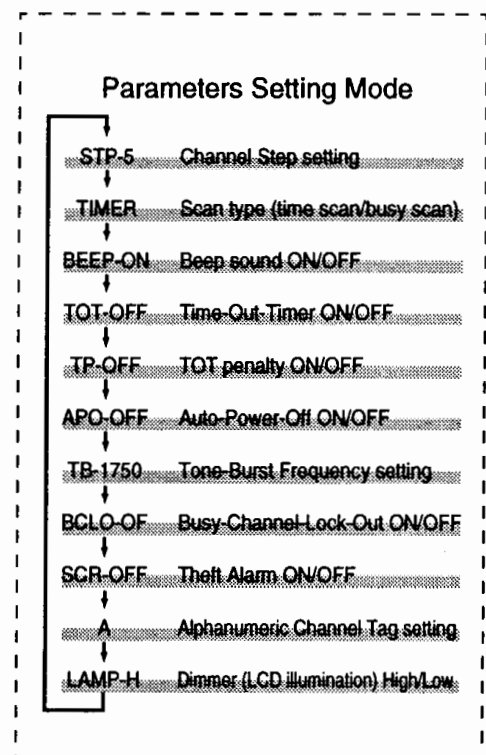 Parameters Setting Mode
STP-5 Channel Step setting
TIMER Scan type (time scan/busy scan)
BEEP-ON Beep sound ON/OFF
TOT-OFF Time-Out-Timer ON/OFF
TP-OFF TOT penalty ON/OFF
APO-OFF Auto-Power-Off ON/OFF
TB-1750 Tone-Burst Frequency setting
BCLO-OF Busy-Channel-Lock-Out ON/OFF
SCR-OFF Theft Alarm ON/OFF
A Alphanumeric Channel Tag setting
LAMP-H Dimmer (LCD illumination) High/Low